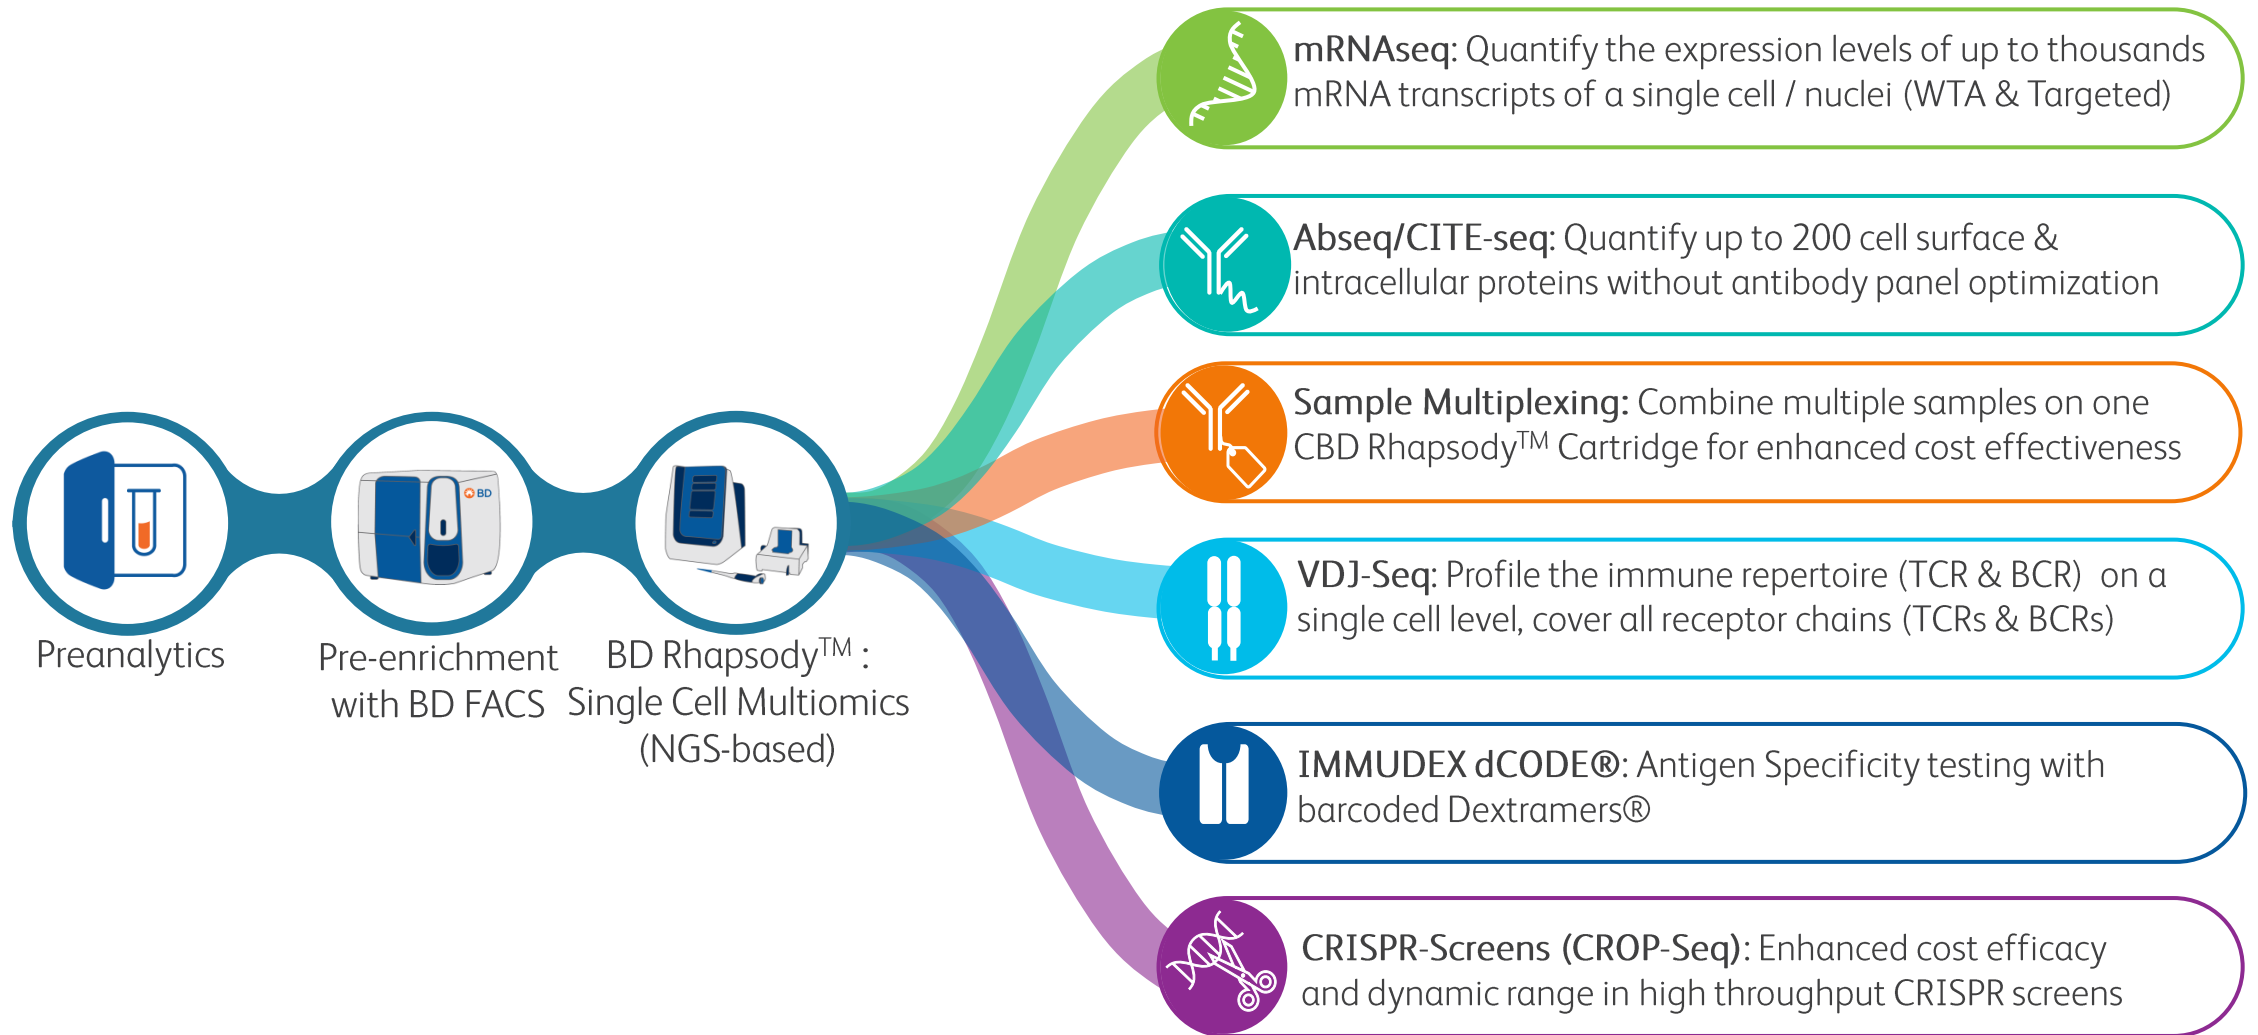 mRNAseq: Quantify the expression levels of up to thousands
mRNA transcripts of a single cell / nuclei (WTA & Targeted)
Abseq/CITE-seq: Quantify up to 200 cell surface &
intracellular proteins without antibody panel optimization
Sample Multiplexing: Combine multiple samples on one
CBD Rhapsody™ Cartridge for enhanced cost effectiveness
BD
Preanalytics
Pre-enrichment
with BD FACS
BD Rhapsody™ :
Single Cell Multiomics
(NGS-based)
VDJ-Seq: Profile the immune repertoire (TCR & BCR) on a
single cell level, cover all receptor chains (TCRs & BCRs)
IMMUDEX dCODE®: Antigen Specificity testing with
barcoded Dextramers®
CRISPR-Screens (CROP-Seq): Enhanced cost efficacy
and dynamic range in high throughput CRISPR screens